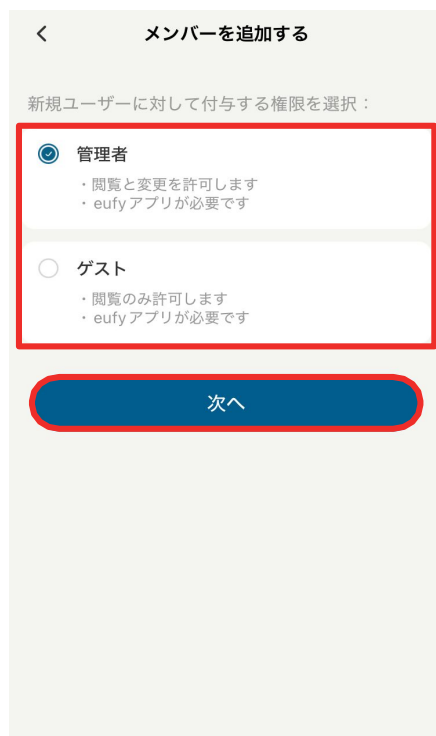 メンバーを追加する
新規ユーザーに対して付与する権限を選択：
管理者
・閲覧と変更を許可します
・eufyアプリが必要です
ゲスト
・閲覧のみ許可します
・eufyアプリが必要です
次へ